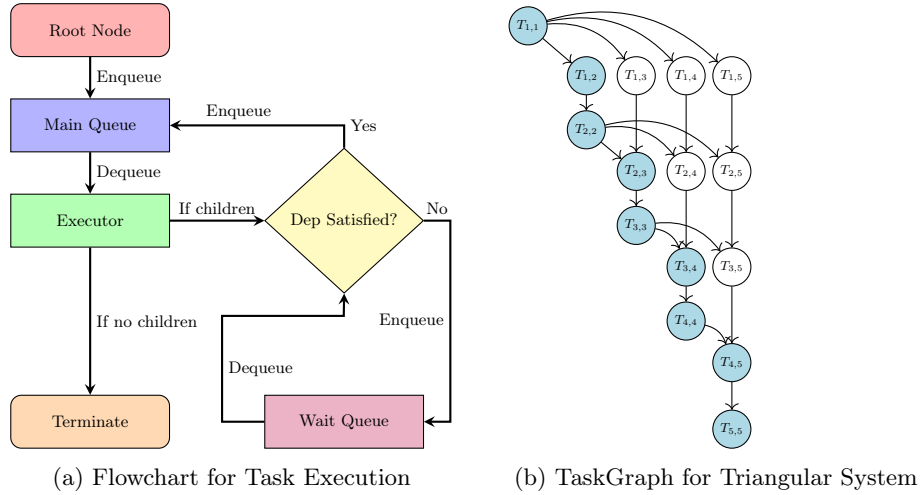 Root Node
Enqueue
Main Queue
Enqueue
Yes
Dequeue
Executor
If children
Dep Satisfied?
No
If no children
Enqueue
Dequeue
Terminate
Wait Queue
(a) Flowchart for Task Execution
T1,1
T1,2
T1,3
T1,4
T1,5
T2,2
T2,3
T2,4
T2,5
T3,3
T3,4
T3,5
T4,4
T4,5
T5,5
(b) TaskGraph for Triangular System